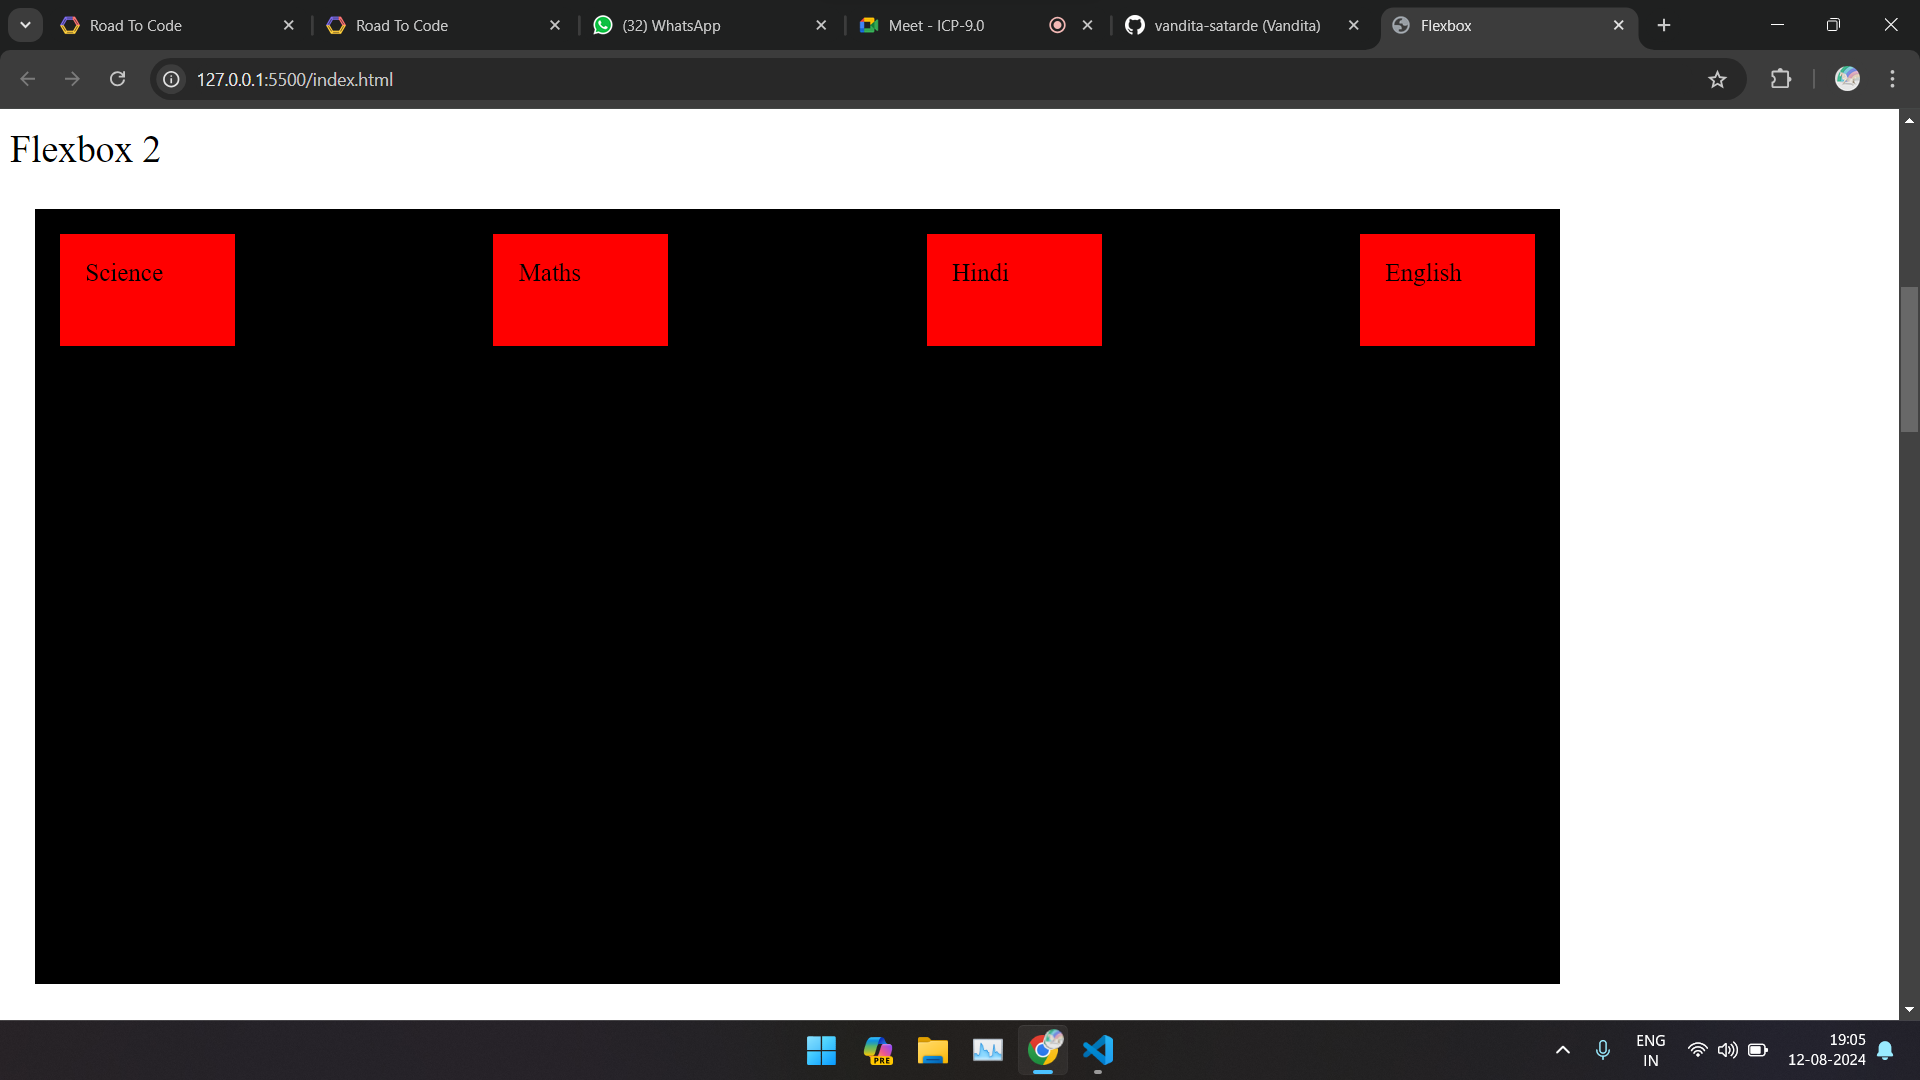 Road To Code
Road To Code
(32) WhatsApp
Meet - ICP-9.0
vandita-satarde (Vandita)
Flexbox
127.0.0.1:5500/index.html
Flexbox 2
Science
Maths
Hindi
English
PRE
ENG
IN
19:05
12-08-2024